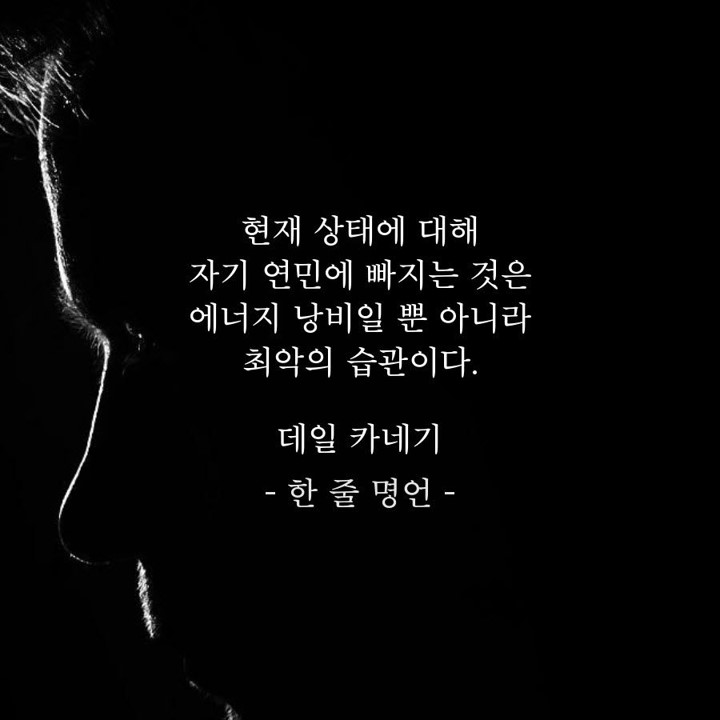 현재 상태에 대해
자기 연민에 빠지는 것은
에너지 낭비일 뿐 아니라
최악의 습관이다.
데일 카네기
- 한 줄 명언 -